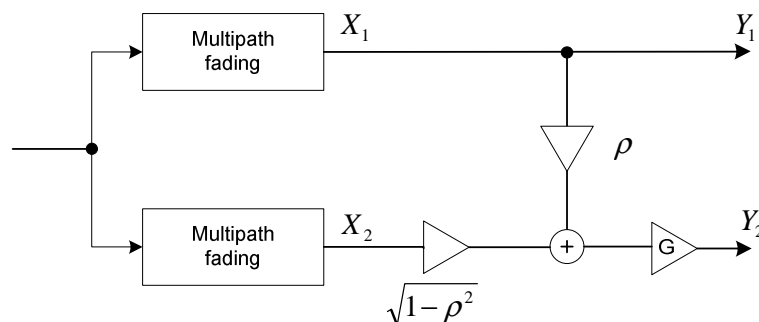 Multipath
fading
X₁
Y₁
ρ
Multipath
fading
X₂
√1 − ρ²
+
G
Y₂